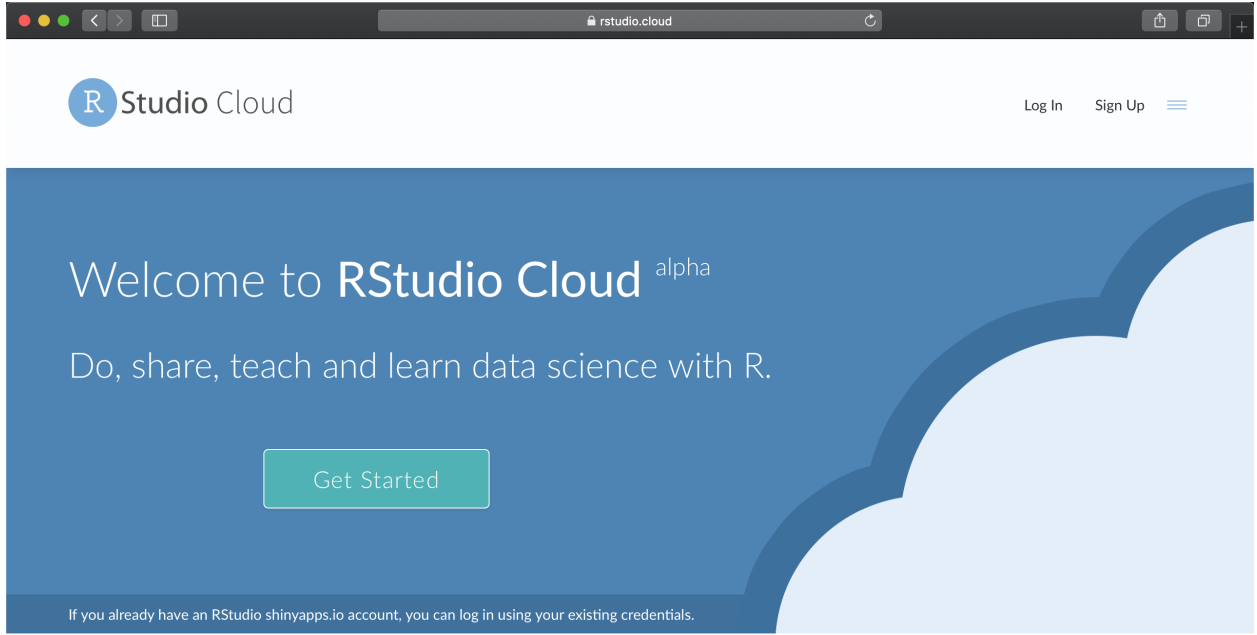 rstudio.cloud
R Studio Cloud
Log In Sign Up
Welcome to RStudio Cloud alpha
Do, share, teach and learn data science with R.
Get Started
If you already have an RStudio shinyapps.io account, you can log in using your existing credentials.